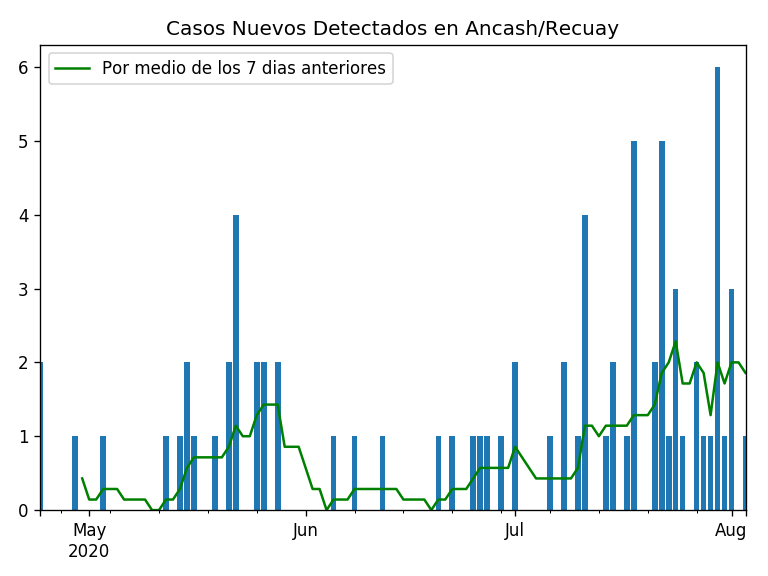 Casos Nuevos Detectados en Ancash/Recuay
Por medio de los 7 dias anteriores
6
5
4
3
2
1
0
May Jun Jul Aug
2020